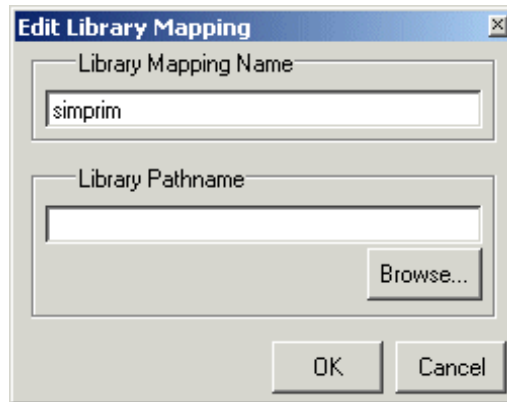 Edit Library Mapping
Library Mapping Name
simprim
Library Pathname
Browse...
OK
Cancel